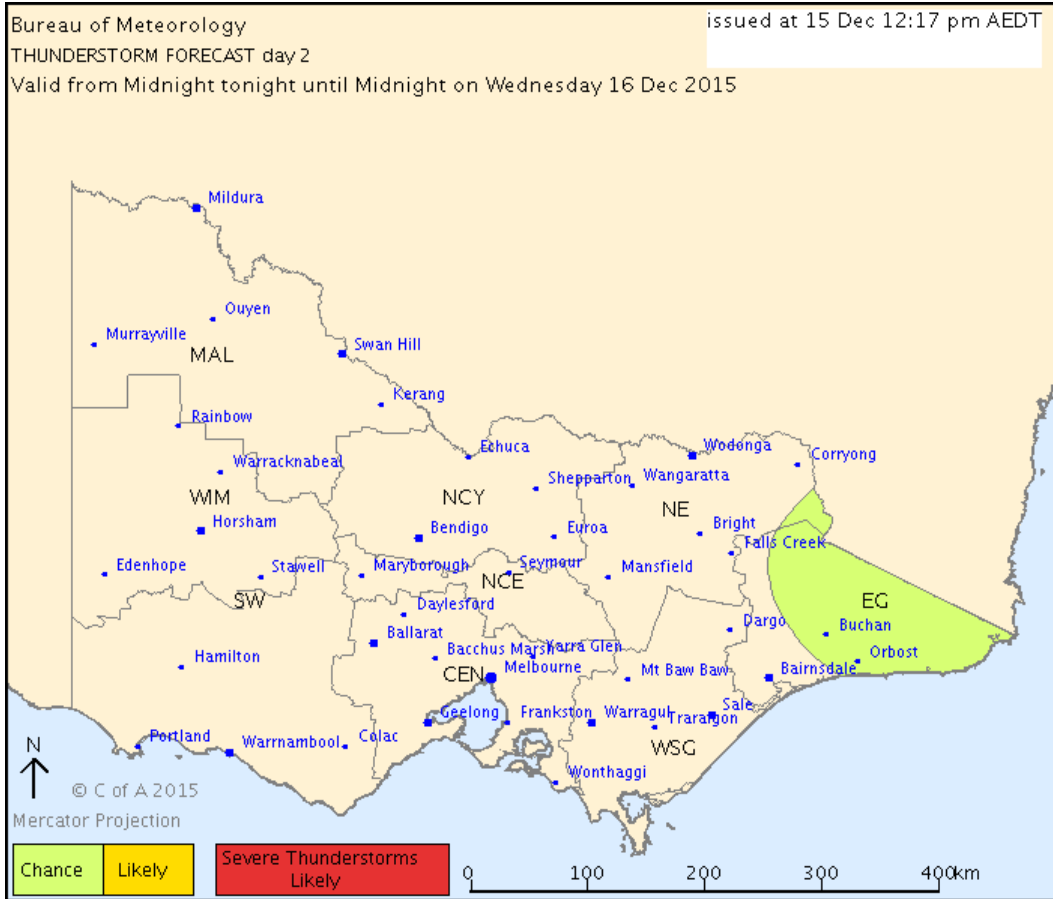 Bureau of Meteorology
issued at 15 Dec 12:17 pm AEDT
THUNDERSTORM FORECAST day 2
Valid from Midnight tonight until Midnight on Wednesday 16 Dec 2015
Mildura
Ouyen
Murrayville
MAL
Swan Hill
Kerang
Rainbow
Echuca
Wodonga
Corryong
Warracknabeal
Shepparton
Wangaratta
WIM
NCY
NE
Horsham
Bendigo
Euroa
Bright
Falls Creek
Edenhope
Stawell
Maryborough
NCE
Seymour
Mansfield
SW
EG
Daylesford
Dargo
Buchan
Ballarat
Bacchus Marsh
Yarra Glen
Orbost
Hamilton
CEN
Melbourne
Mt Baw Baw
Bairnsdale
Geelong
Frankston
Warragul
Traralgon
Sale
Portland
Warrnambool
Colac
WSG
N
Wonthaggi
© C of A 2015
Mercator Projection
Chance
Likely
Severe Thunderstorms
Likely
0 100 200 300 400km